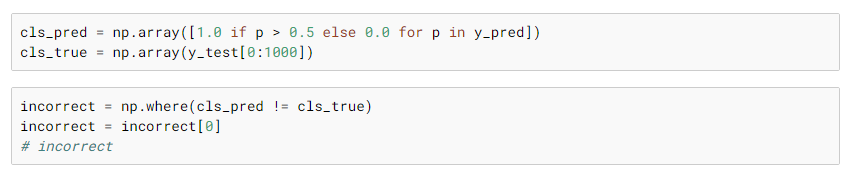 cls_pred = np.array([1.0 if p > 0.5 else 0.0 for p in y_pred])
cls_true = np.array(y_test[0:1000])
incorrect = np.where(cls_pred != cls_true)
incorrect = incorrect[0]
# incorrect